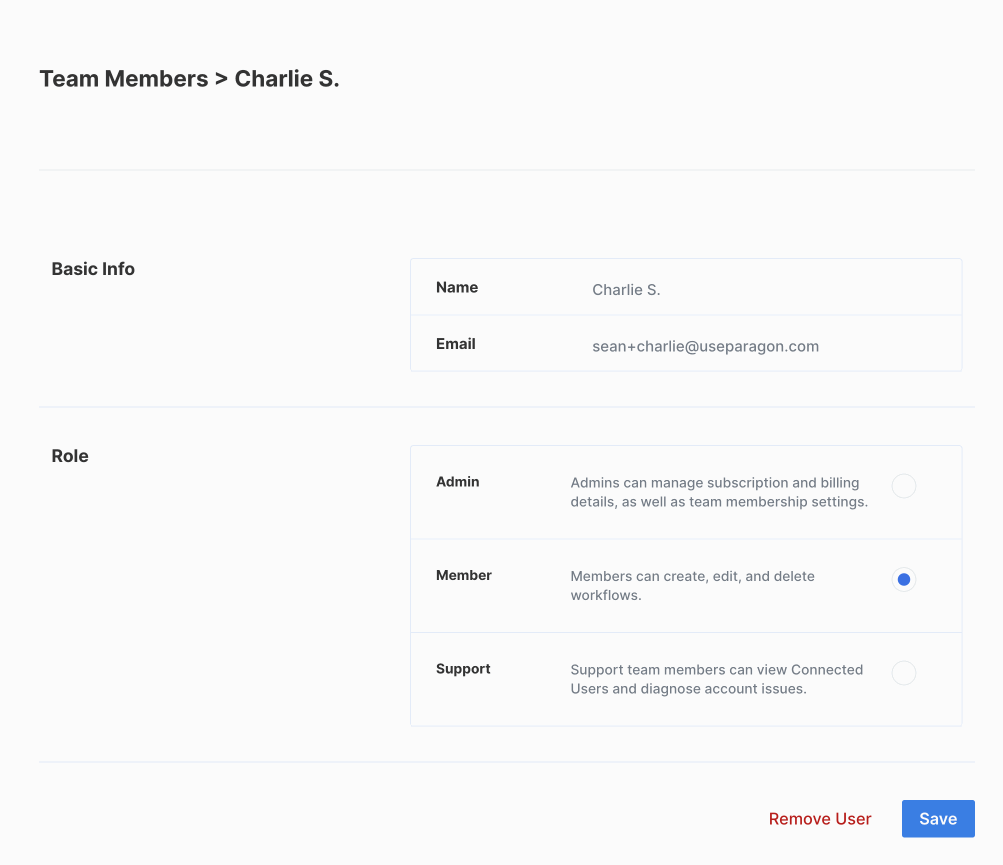 Team Members > Charlie S.
Basic Info
Name
Charlie S.
Email
sean+charlie@useparagon.com
Role
Admin
Admins can manage subscription and billing
details, as well as team membership settings.
Member
Members can create, edit, and delete
workflows.
Support
Support team members can view Connected
Users and diagnose account issues.
Remove User
Save